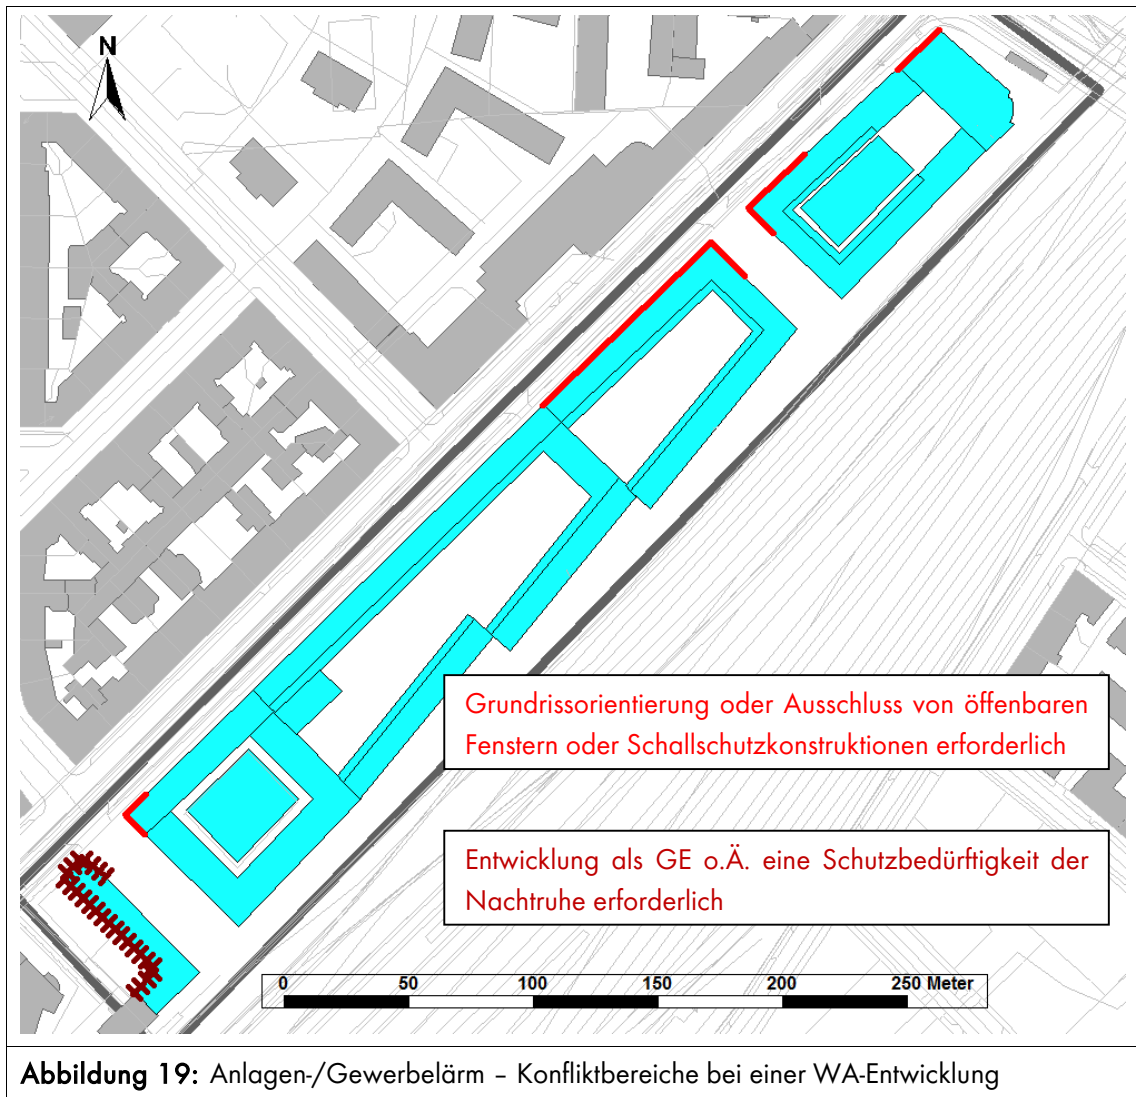 N
Grundrissorientierung oder Ausschluss von öffenbaren
Fenstern oder Schallschutzkonstruktionen erforderlich
Entwicklung als GE o.Ä. eine Schutzbedürftigkeit der
Nachtruhe erforderlich
0 50 100 150 200 250 Meter
Abbildung 19: Anlagen-/Gewerbelärm – Konfliktbereiche bei einer WA-Entwicklung